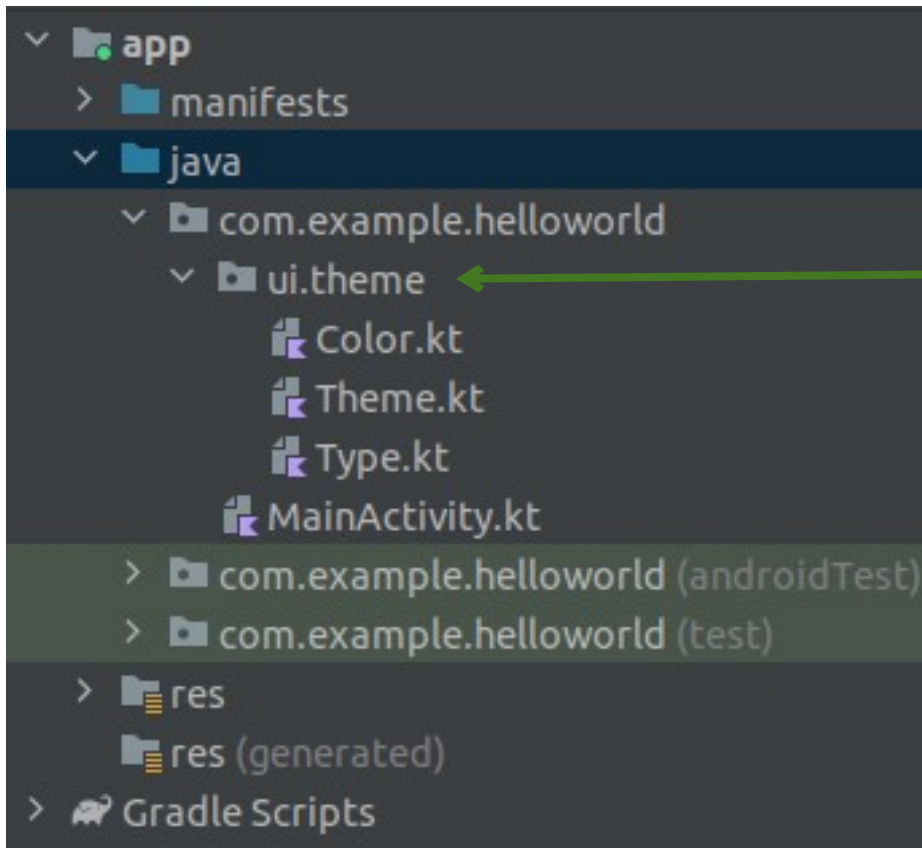 app
manifests
java
com.example.helloworld
ui.theme
Color.kt
Theme.kt
Type.kt
MainActivity.kt
com.example.helloworld (androidTest)
com.example.helloworld (test)
res
res (generated)
Gradle Scripts